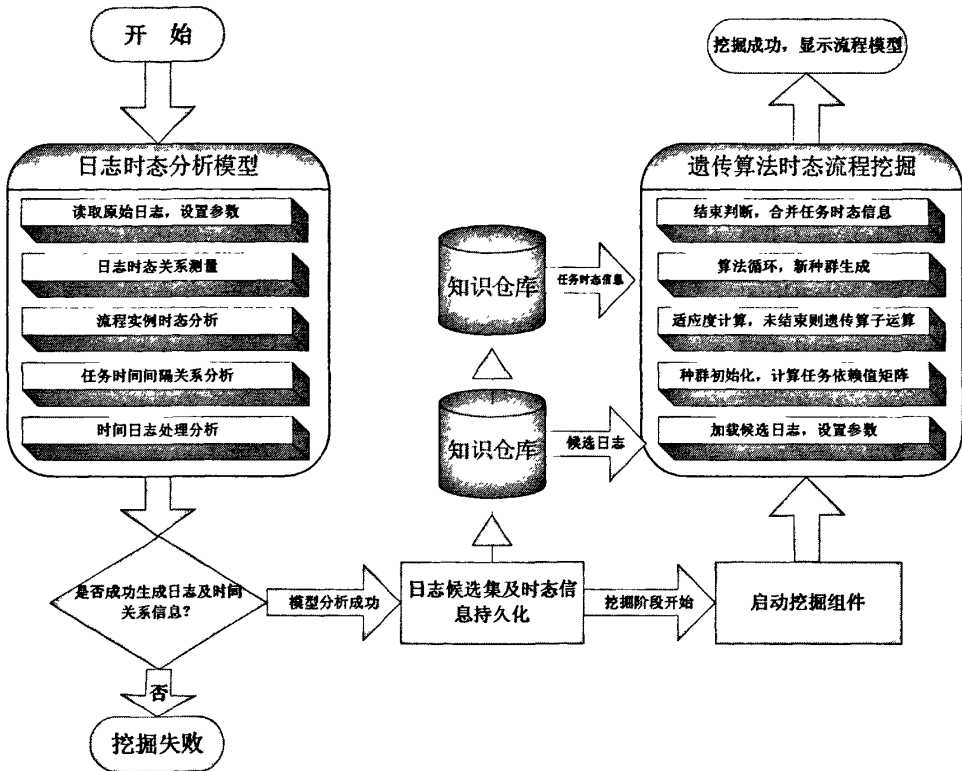 开 始
日志时态分析模型
读取原始日志，设置参数
日志时态关系测量
流程实例时态分析
任务时间间隔关系分析
时间日志处理分析
是否成功生成日志及时间
关系信息？
否
挖掘失败
模型分析成功
日志候选集及时态信
息持久化
知识仓库
候选日志
知识仓库
任务时态信息
挖掘阶段开始
启动挖掘组件
遗传算法时态流程挖掘
结束判断，合并任务时态信息
算法循环，新种群生成
适应度计算，未结束则遗传算子运算
种群初始化，计算任务依赖值矩阵
加载候选日志，设置参数
挖掘成功，显示流程模型